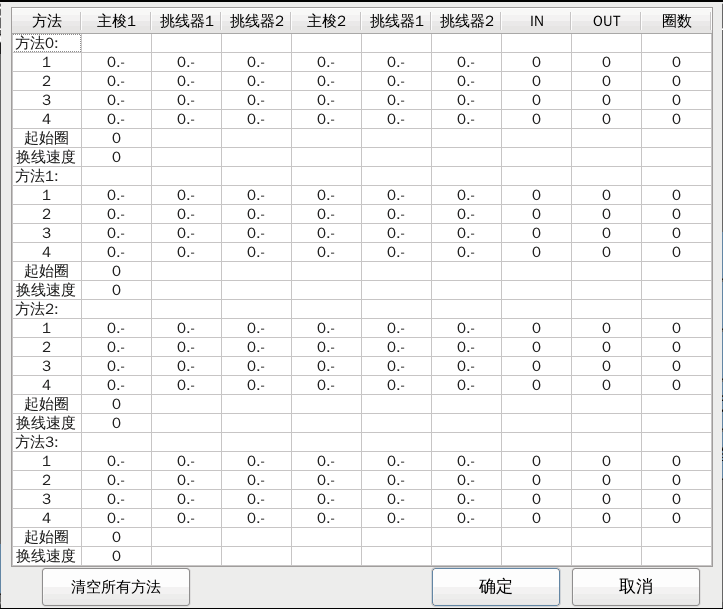 方法 主梭1 挑线器1 挑线器2 主梭2 挑线器1 挑线器2 IN OUT 圈数
方法0:
1 0.- 0.- 0.- 0.- 0.- 0.- 0 0 0
2 0.- 0.- 0.- 0.- 0.- 0.- 0 0 0
3 0.- 0.- 0.- 0.- 0.- 0.- 0 0 0
4 0.- 0.- 0.- 0.- 0.- 0.- 0 0 0
起始圈 0
换线速度 0
方法1:
1 0.- 0.- 0.- 0.- 0.- 0.- 0 0 0
2 0.- 0.- 0.- 0.- 0.- 0.- 0 0 0
3 0.- 0.- 0.- 0.- 0.- 0.- 0 0 0
4 0.- 0.- 0.- 0.- 0.- 0.- 0 0 0
起始圈 0
换线速度 0
方法2:
1 0.- 0.- 0.- 0.- 0.- 0.- 0 0 0
2 0.- 0.- 0.- 0.- 0.- 0.- 0 0 0
3 0.- 0.- 0.- 0.- 0.- 0.- 0 0 0
4 0.- 0.- 0.- 0.- 0.- 0.- 0 0 0
起始圈 0
换线速度 0
方法3:
1 0.- 0.- 0.- 0.- 0.- 0.- 0 0 0
2 0.- 0.- 0.- 0.- 0.- 0.- 0 0 0
3 0.- 0.- 0.- 0.- 0.- 0.- 0 0 0
4 0.- 0.- 0.- 0.- 0.- 0.- 0 0 0
起始圈 0
换线速度 0
清空所有方法 确定 取消